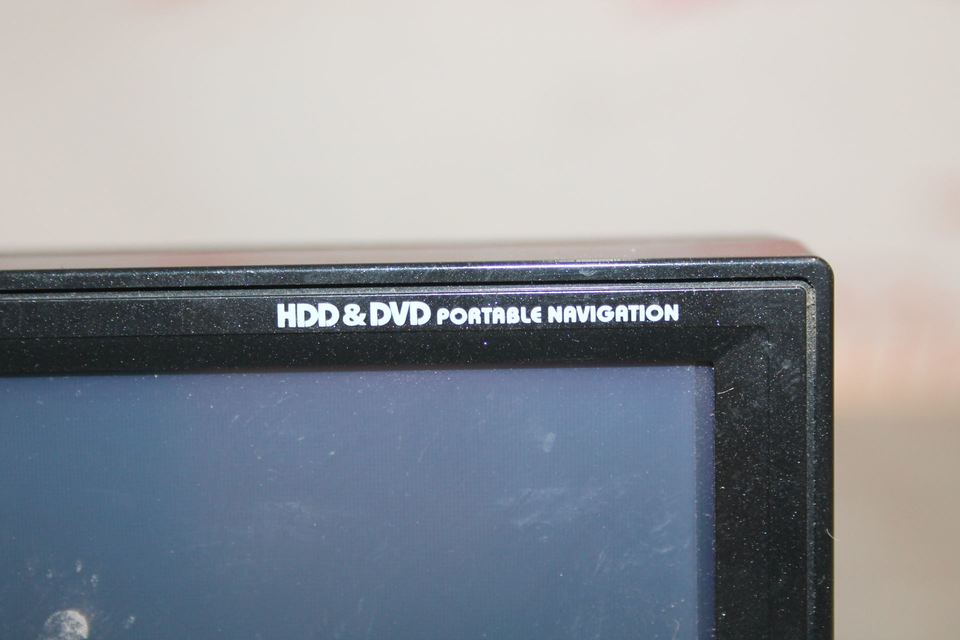 HDD & DVD PORTABLE NAVIGATION